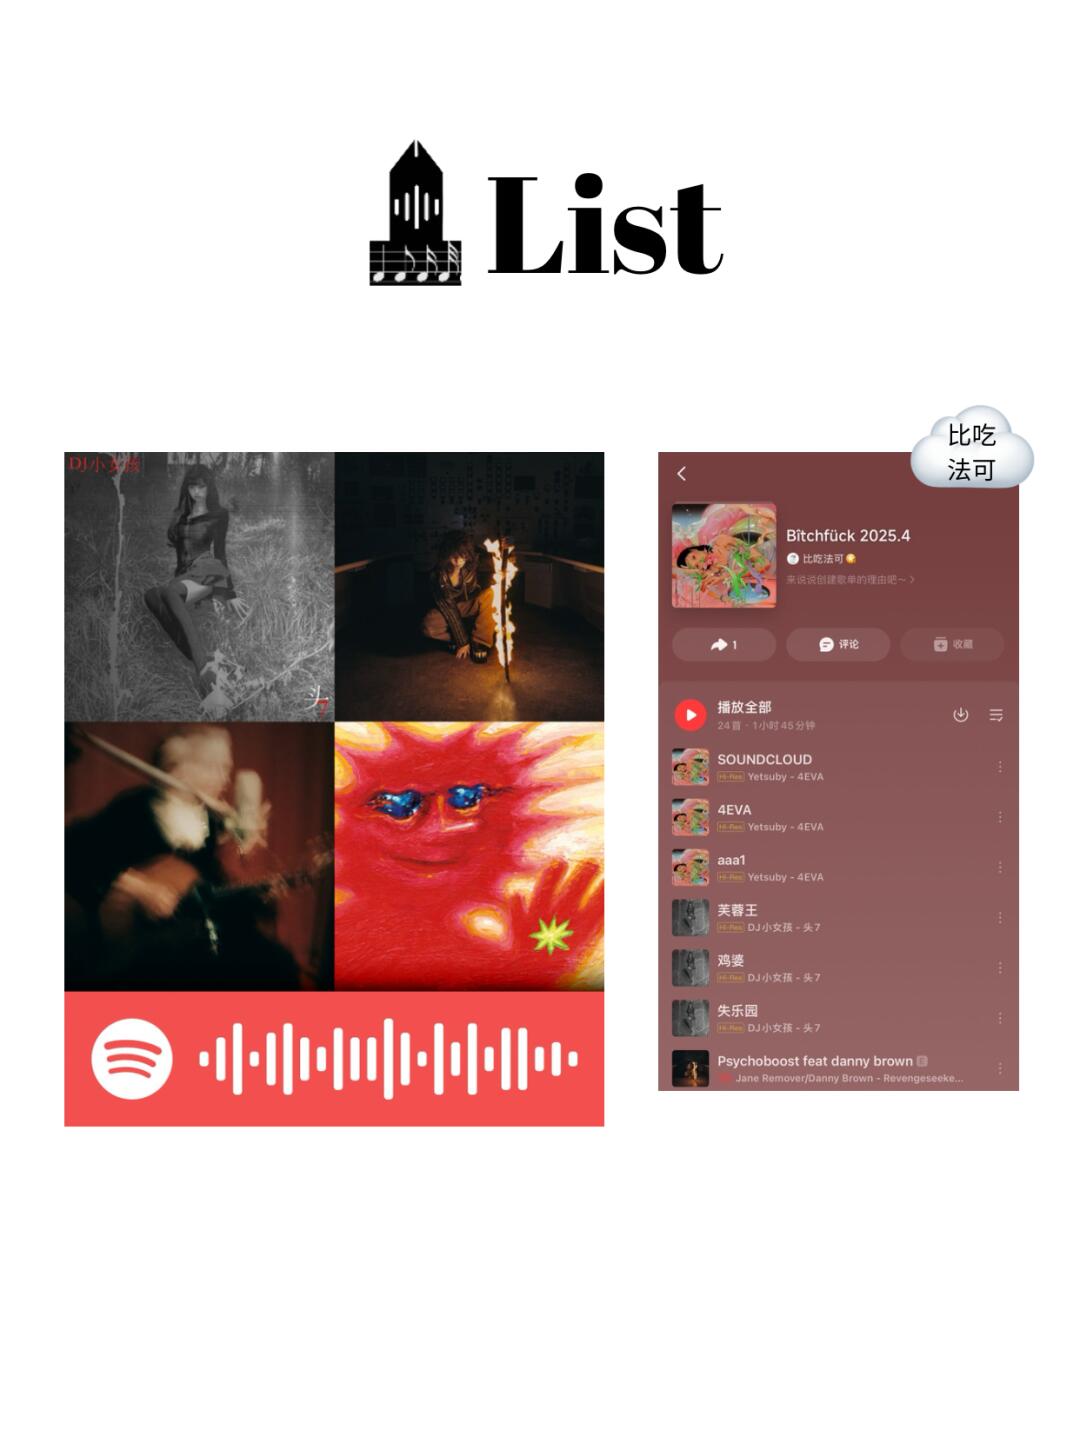 List
DJ小女孩
头7
比吃
法可
Bîtchfück 2025.4
比吃法可
来说说创建歌单的理由吧~
1
评论
收藏
播放全部
24首·1小时45分钟
SOUNDCLOUD
Hi-Res Yetsuby - 4EVA
4EVA
Hi-Res Yetsuby - 4EVA
aaa1
Hi-Res Yetsuby - 4EVA
芙蓉王
Hi-Res DJ小女孩 - 头7
鸡婆
Hi-Res DJ小女孩 - 头7
失乐园
Hi-Res DJ小女孩 - 头7
Psychoboost feat danny brown E
Jane Remover/Danny Brown - Revengeseeke...